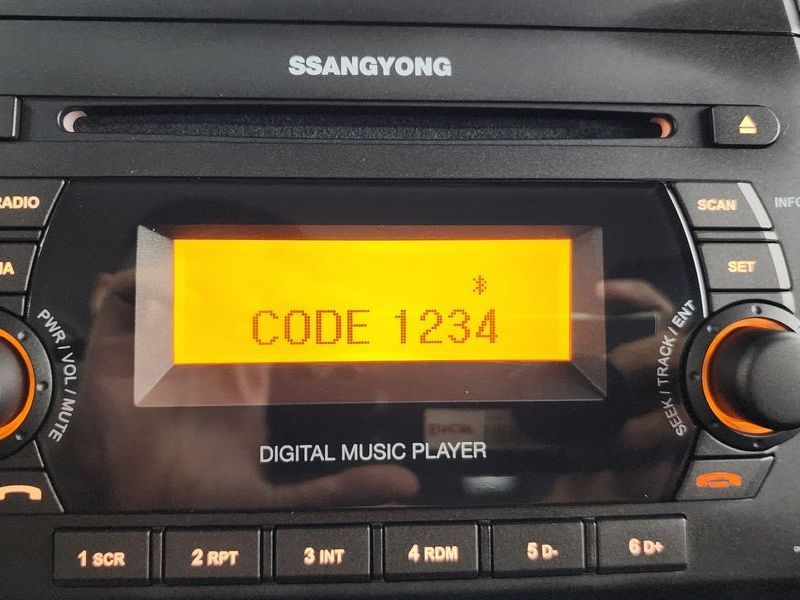 SSANGYONG
RADIO
SCAN
INFO
SET
CODE 1234
PWR / VOL / MUTE
SEEK / TRACK / ENT
DIGITAL MUSIC PLAYER
1 SCR
2 RPT
3 INT
4 RDM
5 D-
6 D+